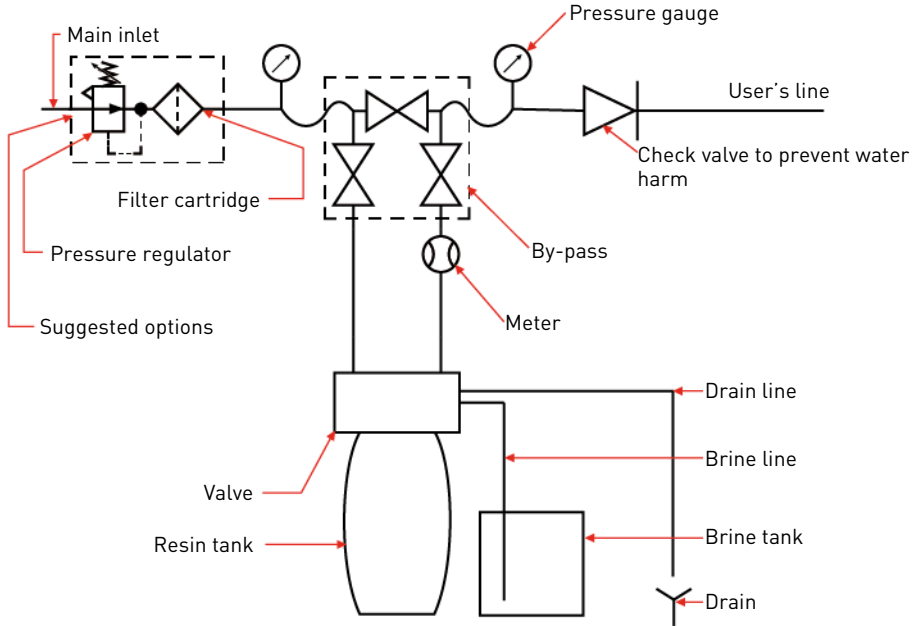 Pressure gauge
Main inlet
User's line
Check valve to prevent water
harm
Filter cartridge
By-pass
Pressure regulator
Meter
Suggested options
Drain line
Brine line
Valve
Resin tank
Brine tank
Drain